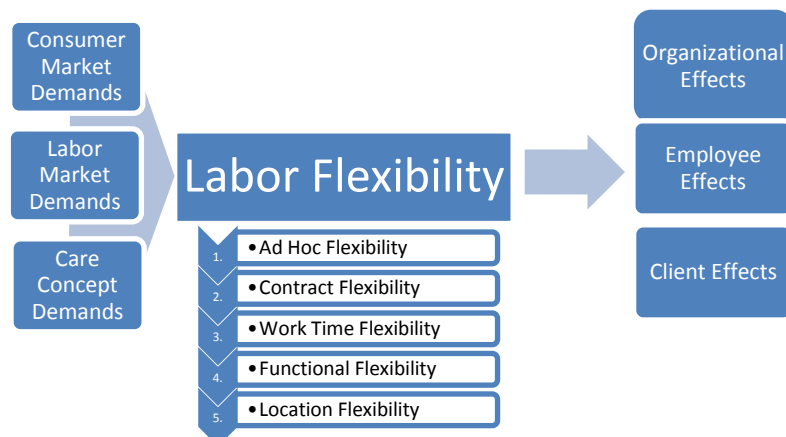 Consumer
Market
Demands
Labor
Market
Demands
Care
Concept
Demands
Labor Flexibility
1. •Ad Hoc Flexibility
2. •Contract Flexibility
3. •Work Time Flexibility
4. •Functional Flexibility
5. •Location Flexibility
Organizational
Effects
Employee
Effects
Client Effects